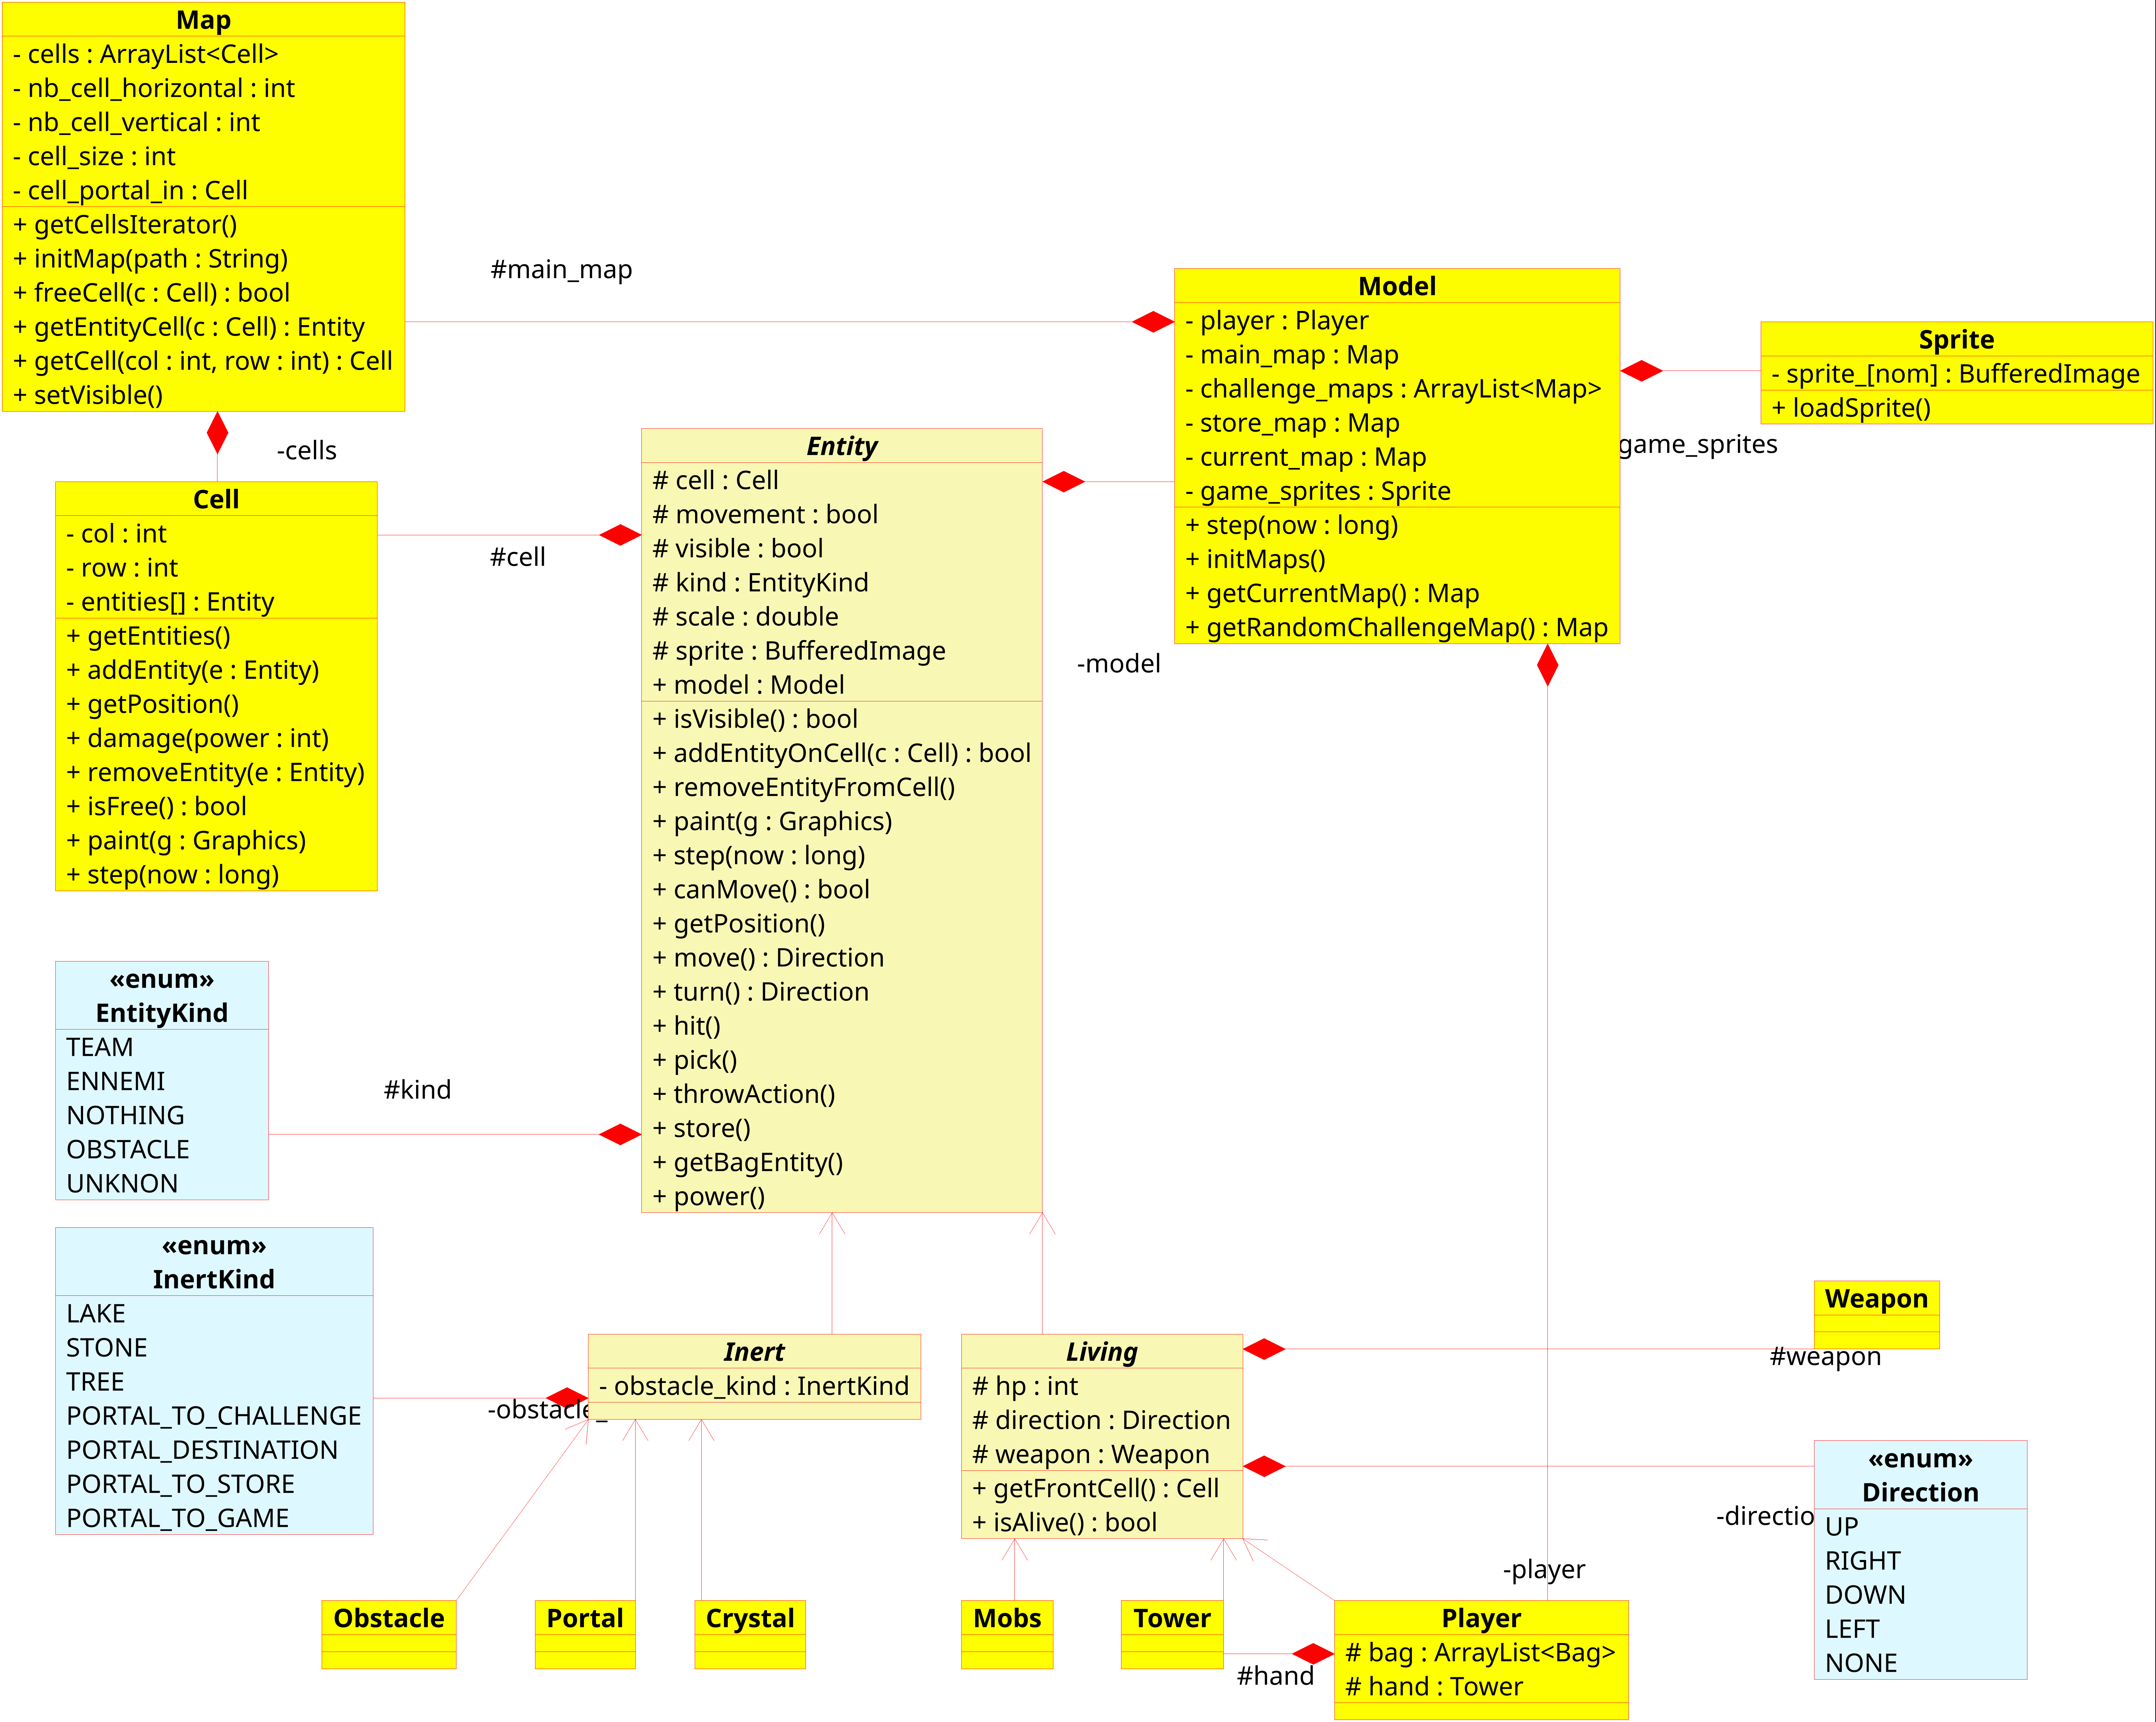 Map
- cells : ArrayList<Cell>
- nb_cell_horizontal : int
- nb_cell_vertical : int
- cell_size : int
- cell_portal_in : Cell
+ getCellsIterator()
+ initMap(path : String)
+ freeCell(c : Cell) : bool
+ getEntityCell(c : Cell) : Entity
+ getCell(col : int, row : int) : Cell
+ setVisible()
#main_map
Model
- player : Player
- main_map : Map
- challenge_maps : ArrayList<Map>
- store_map : Map
- current_map : Map
- game_sprites : Sprite
+ step(now : long)
+ initMaps()
+ getCurrentMap() : Map
+ getRandomChallengeMap() : Map
Sprite
- sprite_[nom] : BufferedImage
+ loadSprite()
game_sprites
-cells
Cell
- col : int
- row : int
- entities[] : Entity
+ getEntities()
+ addEntity(e : Entity)
+ getPosition()
+ damage(power : int)
+ removeEntity(e : Entity)
+ isFree() : bool
+ paint(g : Graphics)
+ step(now : long)
#cell
Entity
# cell : Cell
# movement : bool
# visible : bool
# kind : EntityKind
# scale : double
# sprite : BufferedImage
+ model : Model
+ isVisible() : bool
+ addEntityOnCell(c : Cell) : bool
+ removeEntityFromCell()
+ paint(g : Graphics)
+ step(now : long)
+ canMove() : bool
+ getPosition()
+ move() : Direction
+ turn() : Direction
+ hit()
+ pick()
+ throwAction()
+ store()
+ getBagEntity()
+ power()
-model
«enum»
EntityKind
TEAM
ENNEMI
NOTHING
OBSTACLE
UNKNON
#kind
«enum»
InertKind
LAKE
STONE
TREE
PORTAL_TO_CHALLENGE
PORTAL_DESTINATION
PORTAL_TO_STORE
PORTAL_TO_GAME
-obstacle_
Inert
- obstacle_kind : InertKind
Living
# hp : int
# direction : Direction
# weapon : Weapon
+ getFrontCell() : Cell
+ isAlive() : bool
Weapon
#weapon
«enum»
Direction
UP
RIGHT
DOWN
LEFT
NONE
-directio
-player
Obstacle
Portal
Crystal
Mobs
Tower
#hand
Player
# bag : ArrayList<Bag>
# hand : Tower